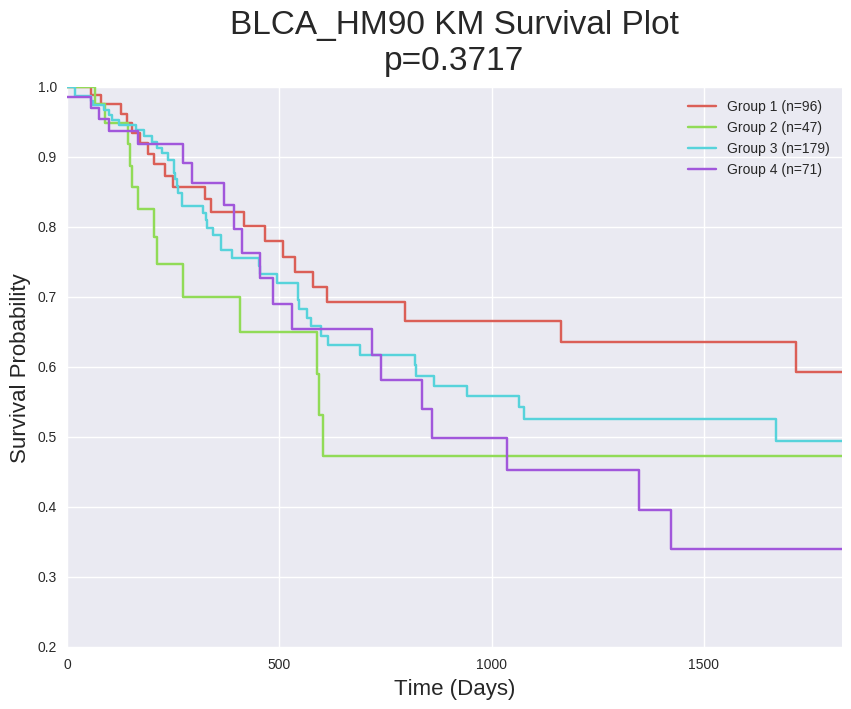 BLCA_HM90 KM Survival Plot
p=0.3717
Group 1 (n=96)
Group 2 (n=47)
Group 3 (n=179)
Group 4 (n=71)
Survival Probability
1.0
0.9
0.8
0.7
0.6
0.5
0.4
0.3
0.2
0 500 1000 1500
Time (Days)